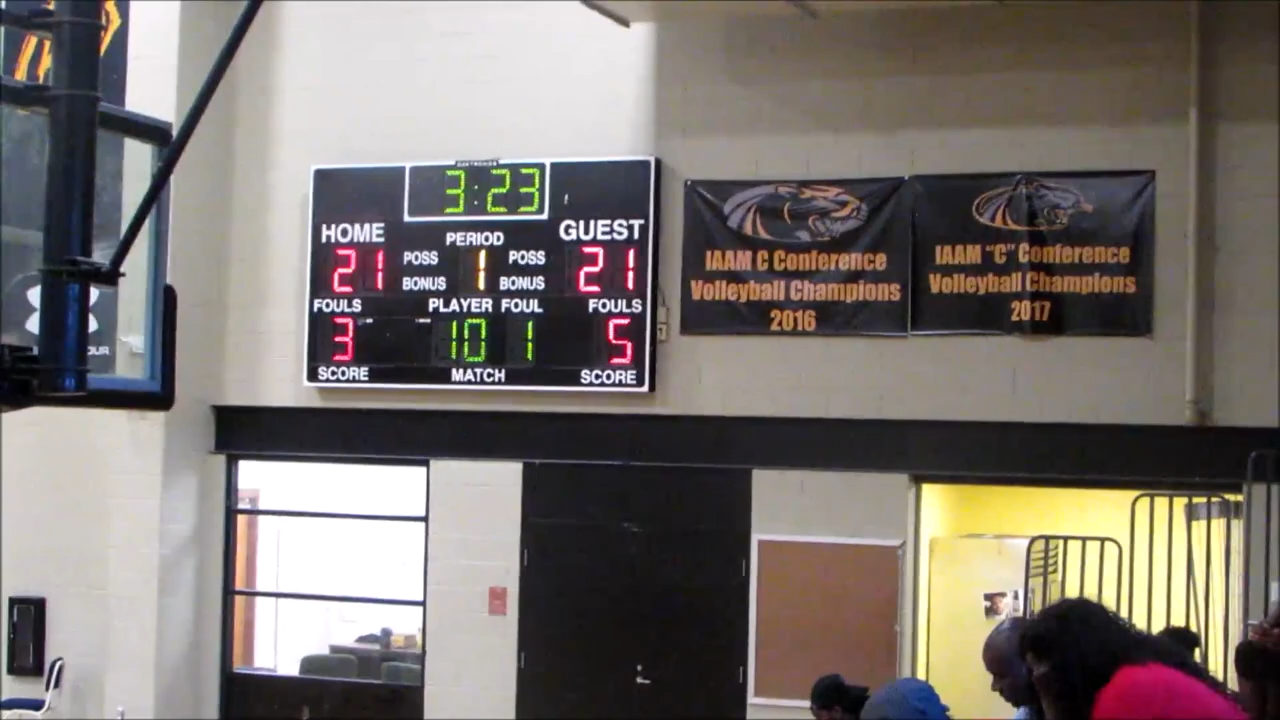 3:23
HOME PERIOD GUEST
21 POSS 1 POSS 21
BONUS BONUS
FOULS PLAYER FOUL FOULS
3 10 1 5
SCORE MATCH SCORE
IAAM C Conference
Volleyball Champions
2016
IAAM "C" Conference
Volleyball Champions
2017